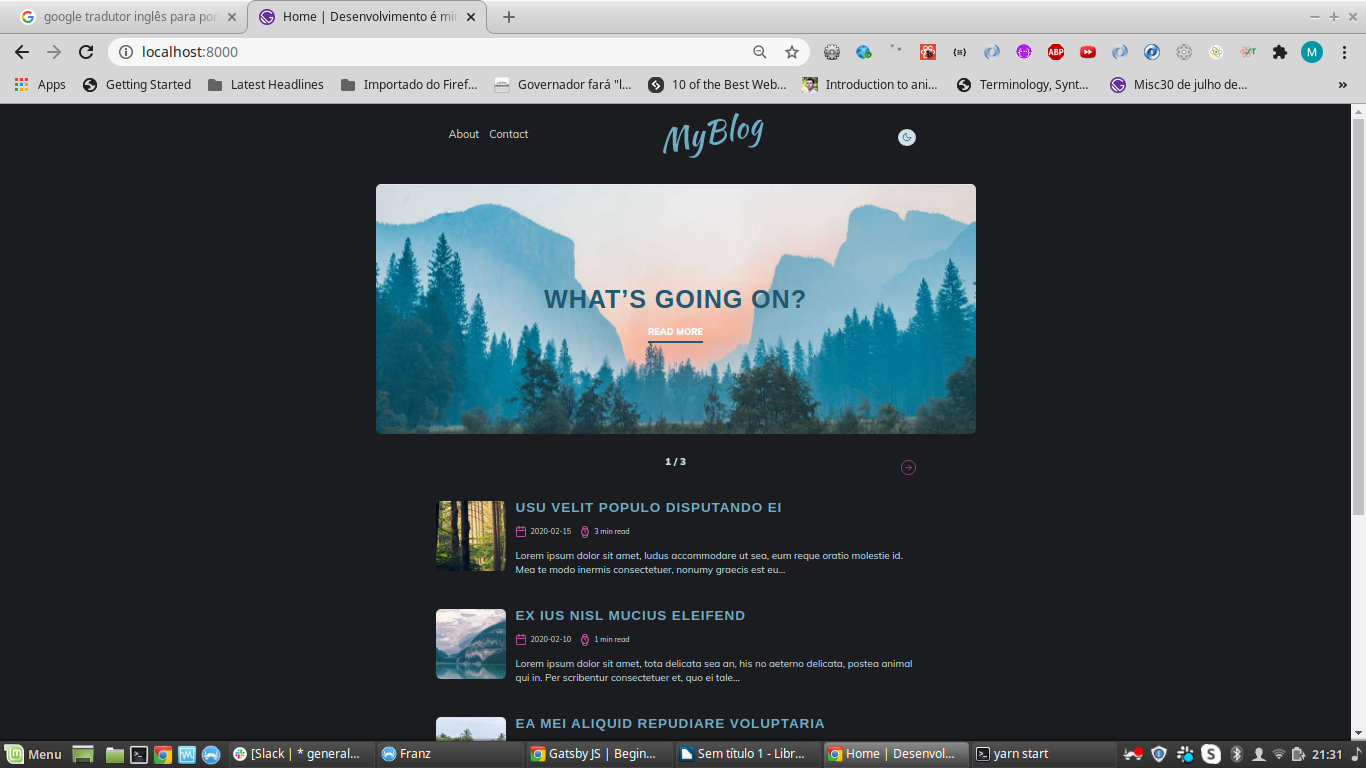 google tradutor inglês para por
Home | Desenvolvimento é mi
localhost:8000
ABP
M
Apps
Getting Started
Latest Headlines
Importado do Firef...
Governador fará "l...
10 of the Best Web...
Introduction to ani...
Terminology, Synt...
Misc30 de julho de...
»
About Contact
MyBlog
WHAT’S GOING ON?
READ MORE
1 / 3
USU VELIT POPULO DISPUTANDO EI
2020-02-15 3 min read
Lorem ipsum dolor sit amet, ludus accommodare ut sea, eum reque oratio molestie id.
Mea te modo inermis consectetuer, nonumy graecis est eu...
EX IUS NISL MUCIUS ELEIFEND
2020-02-10 1 min read
Lorem ipsum dolor sit amet, tota delicata sea an, his no aeterno delicata, postea animal
qui in. Per scribentur consectetuer et, quo ei tale...
EA MEI ALIQUID REPUDIARE VOLUPTARIA
Menu
[Slack | * general...
Franz
Gatsby JS | Begin...
Sem título 1 - Libr...
Home | Desenvol...
yarn start
21:31